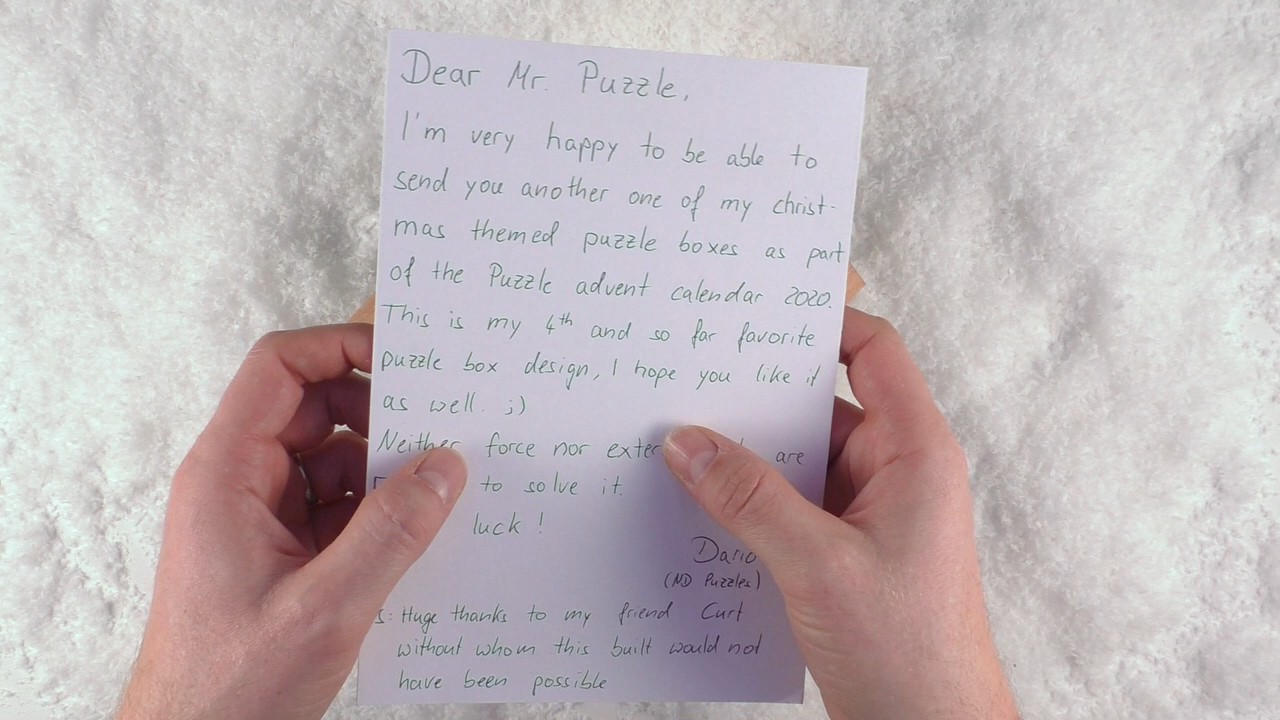 Dear Mr. Puzzle,
I'm very happy to be able to
send you another one of my christ-
mas themed puzzle boxes as part
of the Puzzle advent calendar 2020.
This is my 4th and so far favorite
puzzle box design, I hope you like it
as well. ;)
Neither force nor are
to solve it.
luck!
Dario
(ND Puzzles)
S: Huge thanks to my friend Curt
without whom this built would not
have been possible